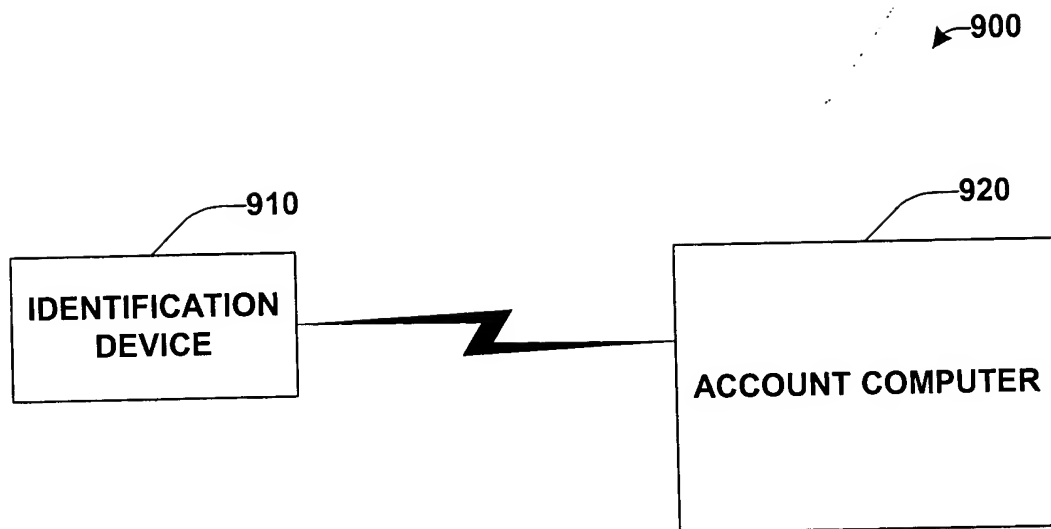 900
910
920
IDENTIFICATION
DEVICE
ACCOUNT COMPUTER